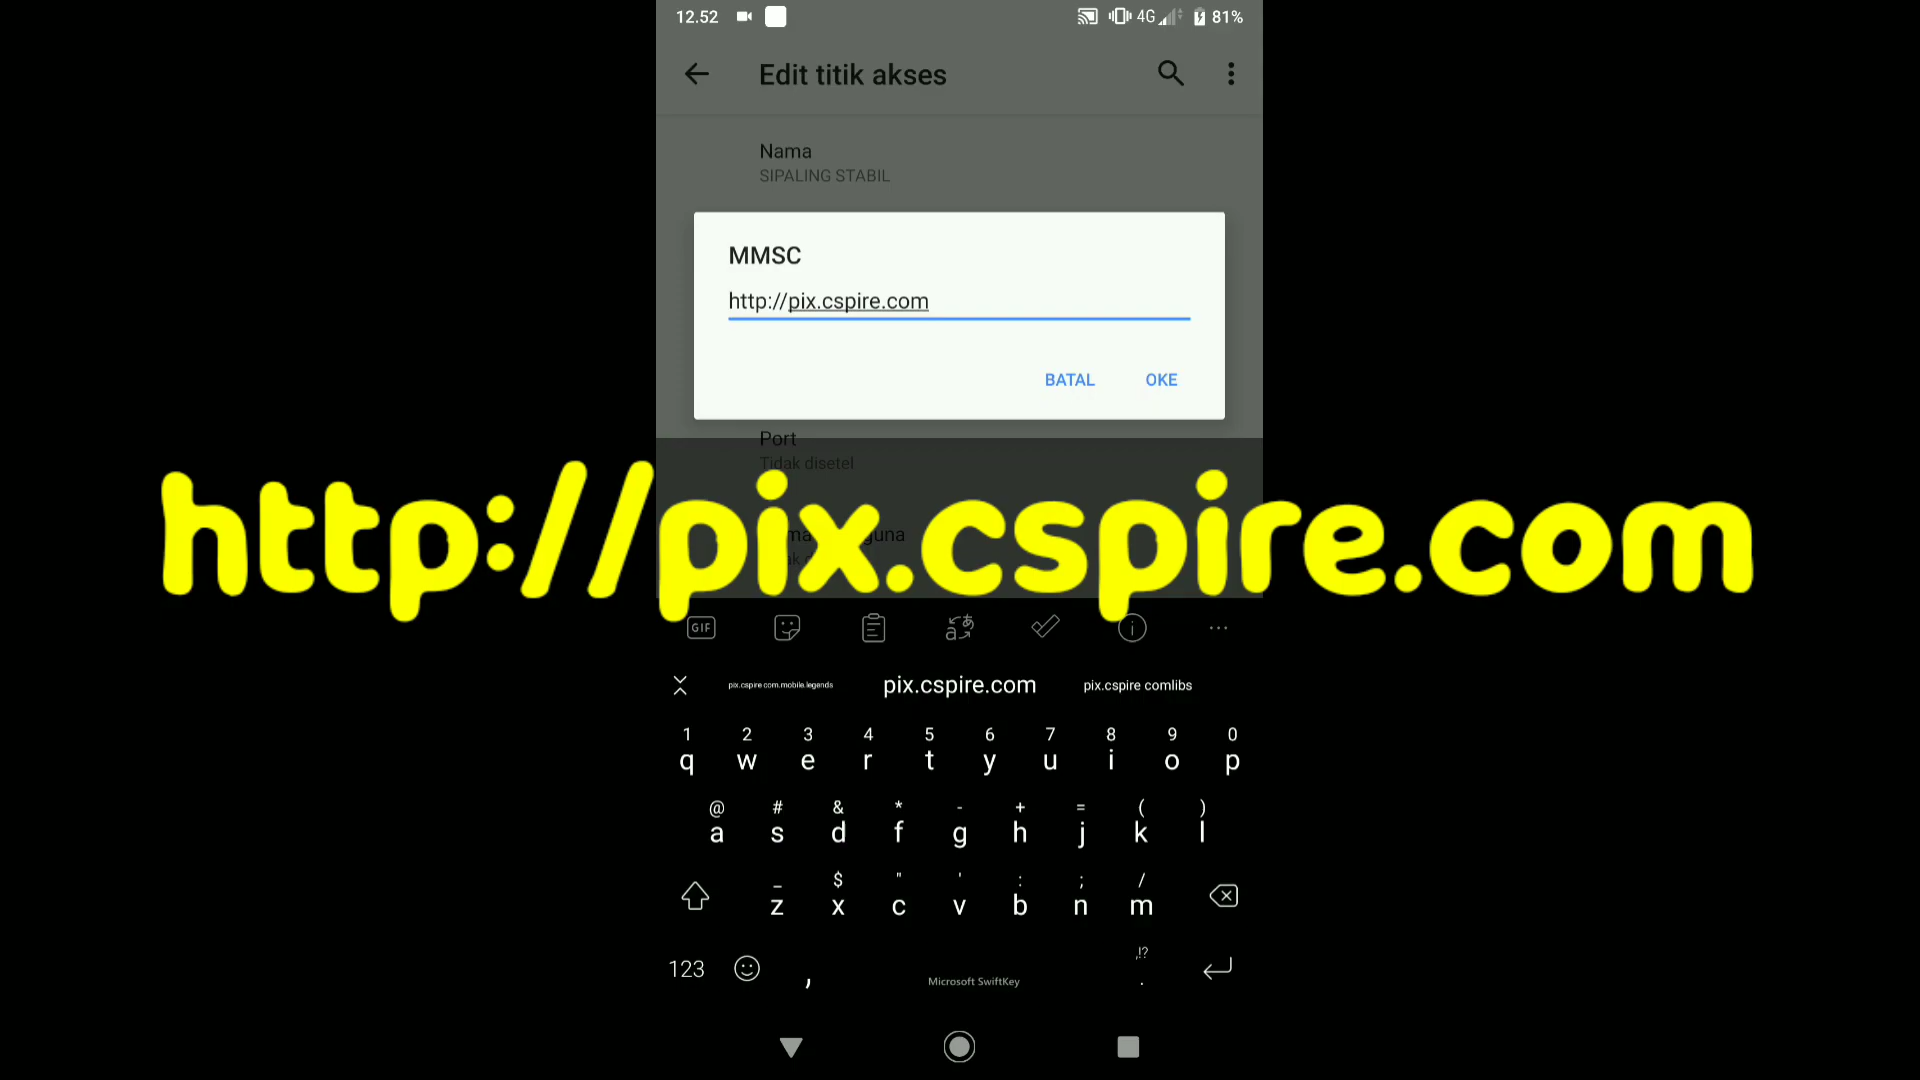 12.52
4G
81%
Edit titik akses
Nama
SIPALING STABIL
MMSC
http://pix.cspire.com
BATAL OKE
Port
Tidak disetel
http://pix.cspire.com
GIF
pix.cspire com.mobile.legends pix.cspire.com pix.cspire comlibs
1 2 3 4 5 6 7 8 9 0
q w e r t y u i o p
@ # & * - + = ( )
a s d f g h j k l
_ $ " ' : ; /
z x c v b n m
,!?
123 , Microsoft SwiftKey .